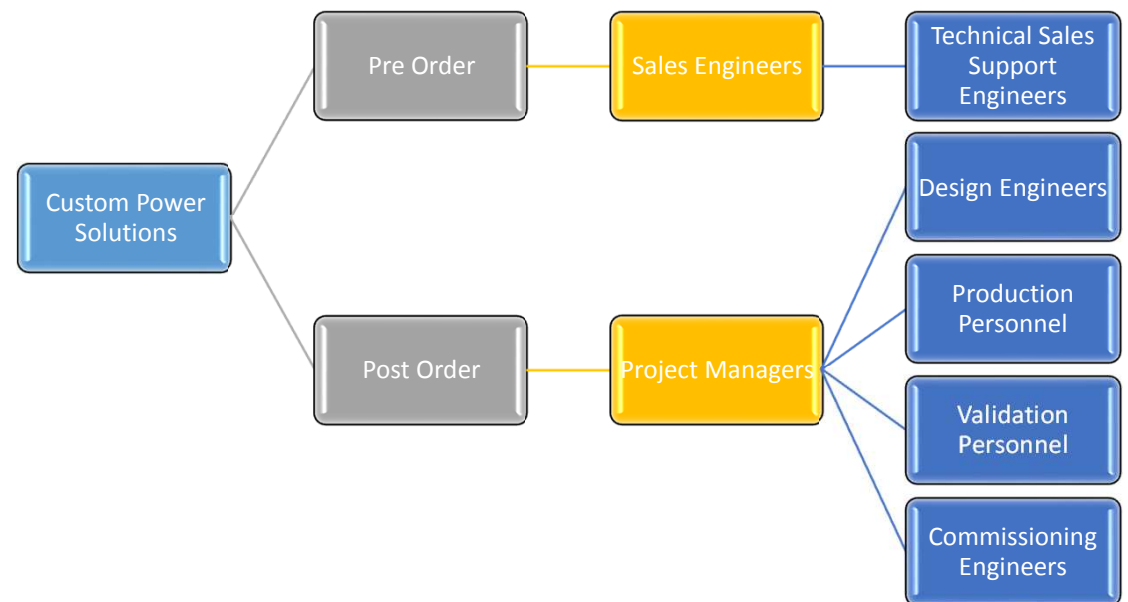 Custom Power
Solutions
Pre Order
Sales Engineers
Technical Sales
Support
Engineers
Post Order
Project Managers
Design Engineers
Production
Personnel
Validation
Personnel
Commissioning
Engineers